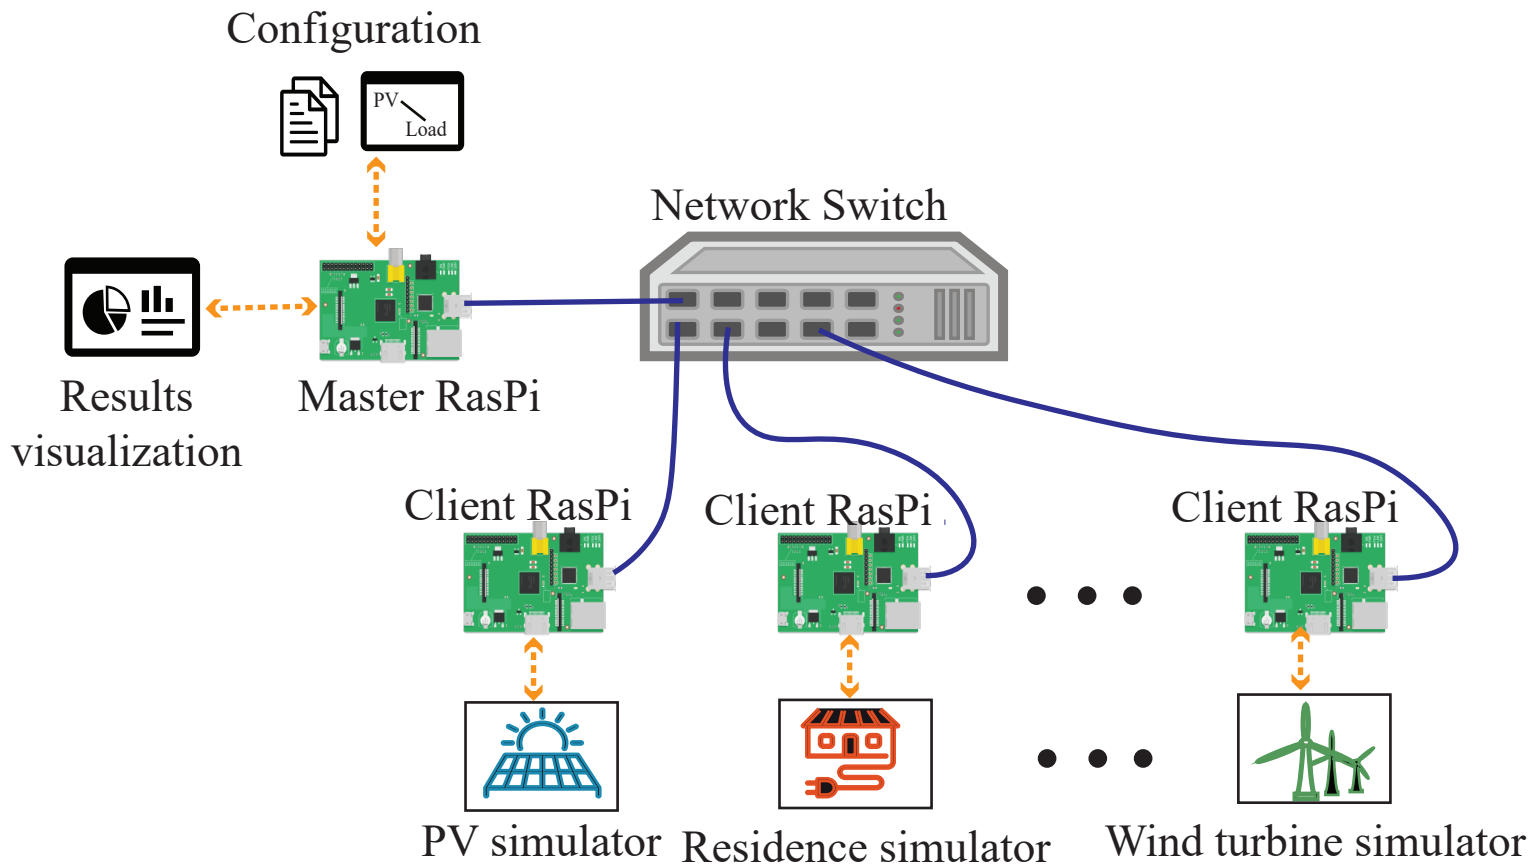 Configuration
PV
Load
Network Switch
Results
visualization
Master RasPi
Client RasPi
Client RasPi
Client RasPi
PV simulator
Residence simulator
Wind turbine simulator